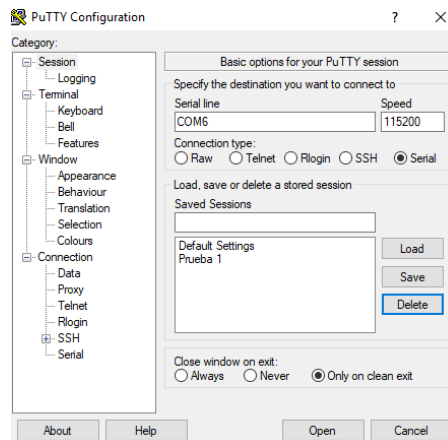 PuTTY Configuration
?
Category:
Session
Logging
Terminal
Keyboard
Bell
Features
Window
Appearance
Behaviour
Translation
Selection
Colours
Connection
Data
Proxy
Telnet
Rlogin
SSH
Serial
Basic options for your PuTTY session
Specify the destination you want to connect to
Serial line Speed
COM6 115200
Connection type:
Raw Telnet Rlogin SSH Serial
Load, save or delete a stored session
Saved Sessions
Default Settings
Prueba 1
Load
Save
Delete
Close window on exit:
Always Never Only on clean exit
About Help Open Cancel